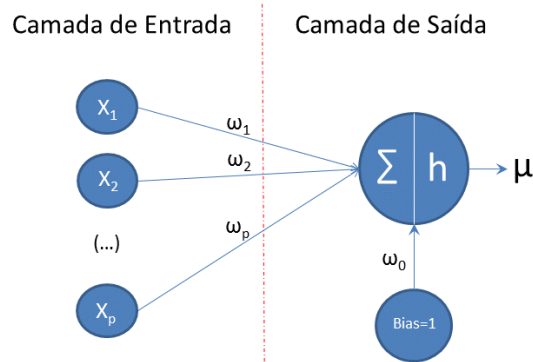 Camada de Entrada
Camada de Saída
X₁
ω₁
X₂
ω₂
Σ
h
μ
(...)
ωₚ
ω₀
Xₚ
Bias=1